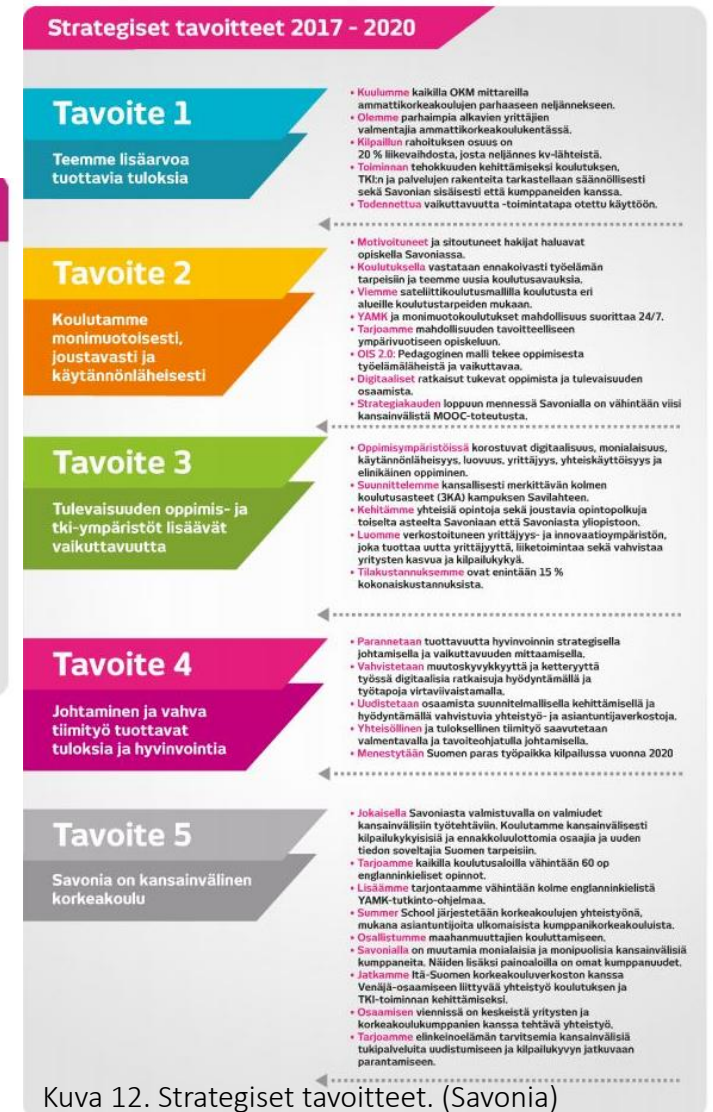 Strategiset tavoitteet 2017 - 2020
Tavoite 1
Teemme lisäarvoa
tuottavia tuloksia
• Kuulumme kaikilla OKM mittareilla
ammattikorkeakoulujen parhaaseen neljännekseen.
• Olemme parhaimpia alkavien yrittäjien
valmentajia ammattikorkeakoulukentässä.
• Kilpaillun rahoituksen osuus on
20 % liikevaihdosta, josta neljännes kv-lähteistä.
• Toiminnan tehokkuuden kehittämiseksi koulutuksen,
TKI:n ja palvelujen rakenteita tarkastellaan säännöllisesti
sekä Savonian sisäisesti että kumppaneiden kanssa.
• Todennettua vaikuttavuutta -toimintatapa otettu käyttöön.
Tavoite 2
Koulutamme
monimuotoisesti,
joustavasti ja
käytännönläheisesti
• Motivoituneet ja sitoutuneet hakijat haluavat
opiskella Savoniassa.
• Koulutuksella vastataan ennakoivasti työelämän
tarpeisiin ja teemme uusia koulutusavauksia.
• Viemme sateliittikoulutusmallilla koulutusta eri
alueille koulutustarpeiden mukaan.
• YAMK ja monimuotokoulutukset mahdollisuus suorittaa 24/7.
• Tarjoamme mahdollisuuden tavoitteelliseen
ympärivuotiseen opiskeluun.
• OIS 2.0: Pedagoginen malli tekee oppimisesta
työelämäläheistä ja vaikuttavaa.
• Digitaaliset ratkaisut tukevat oppimista ja tulevaisuuden
osaamista.
• Strategiakauden loppuun mennessä Savonialla on vähintään viisi
kansainvälistä MOOC-toteutusta.
Tavoite 3
Tulevaisuuden oppimis- ja
tki-ympäristöt lisäävät
vaikuttavuutta
• Oppimisympäristöissä korostuvat digitaalisuus, monialaisuus,
käytännönläheisyys, luovuus, yrittäjyys, yhteiskäyttöisyys ja
elinikäinen oppiminen.
• Suunnittelemme kansallisesti merkittävän kolmen
koulutusasteet (3KA) kampuksen Savilahteen.
• Kehitämme yhteisiä opintoja sekä joustavia opintopolkuja
toiselta asteelta Savoniaan että Savoniasta yliopistoon.
• Luomme verkostoituneen yrittäjyys- ja innovaatioympäristön,
joka tuottaa uutta yrittäjyyttä, liiketoimintaa sekä vahvistaa
yritysten kasvua ja kilpailukykyä.
• Tilakustannuksemme ovat enintään 15 %
kokonaiskustannuksista.
Tavoite 4
Johtaminen ja vahva
tiimityö tuottavat
tuloksia ja hyvinvointia
• Parannetaan tuottavuutta hyvinvoinnin strategisella
johtamisella ja vaikuttavuuden mittaamisella.
• Vahvistetaan muutoskyvykkyyttä ja ketteryyttä
työssä digitaalisia ratkaisuja hyödyntämällä ja
työtapoja virtaviivaistamalla.
• Uudistetaan osaamista suunnitelmallisella kehittämisellä ja
hyödyntämällä vahvistuvia yhteistyö- ja asiantuntijaverkostoja.
• Yhteisöllinen ja tuloksellinen tiimityö saavutetaan
valmentavalla ja tavoiteohjatulla johtamisella.
• Menestytään Suomen paras työpaikka kilpailussa vuonna 2020
Tavoite 5
Savonia on kansainvälinen
korkeakoulu
• Jokaisella Savoniasta valmistuvalla on valmiudet
kansainvälisiin työtehtäviin. Koulutamme kansainvälisesti
kilpailukykyisiä ja ennakkoluulottomia osaajia ja uuden
tiedon soveltajia Suomen tarpeisiin.
• Tarjoamme kaikilla koulutusaloilla vähintään 60 op
englanninkieliset opinnot.
• Lisäämme tarjontaamme vähintään kolme englanninkielistä
YAMK-tutkinto-ohjelmaa.
• Summer School järjestetään korkeakoulujen yhteistyönä,
mukana asiantuntijoita ulkomaisista kumppanikorkeakouluista.
• Osallistumme maahanmuuttajien kouluttamiseen.
• Savonialla on muutamia monialaisia ja monipuolisia kansainvälisiä
kumppaneita. Näiden lisäksi painoaloilla on omat kumppanuudet.
• Jatkamme Itä-Suomen korkeakouluverkoston kanssa
Venäjä-osaamiseen liittyvää yhteistyö koulutuksen ja
TKI-toiminnan kehittämiseksi.
• Osaamisen viennissä on keskeistä yritysten ja
korkeakoulukumppanien kanssa tehtävä yhteistyö.
• Tarjoamme elinkeinoelämän tarvitsemia kansainvälisiä
tukipalveluita uudistumiseen ja kilpailukyvyn jatkuvaan
parantamiseen.
Kuva 12. Strategiset tavoitteet. (Savonia)